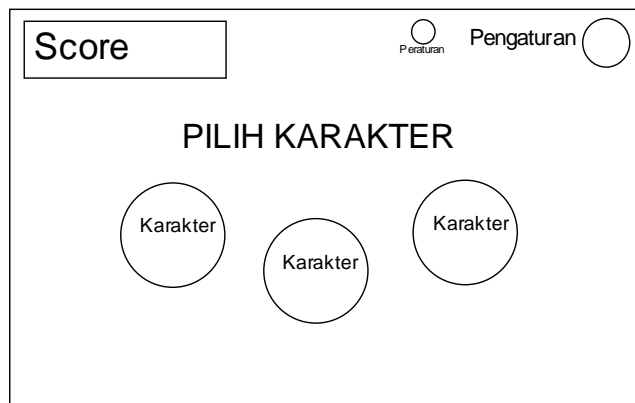 Score
Peraturan
Pengaturan
PILIH KARAKTER
Karakter
Karakter
Karakter